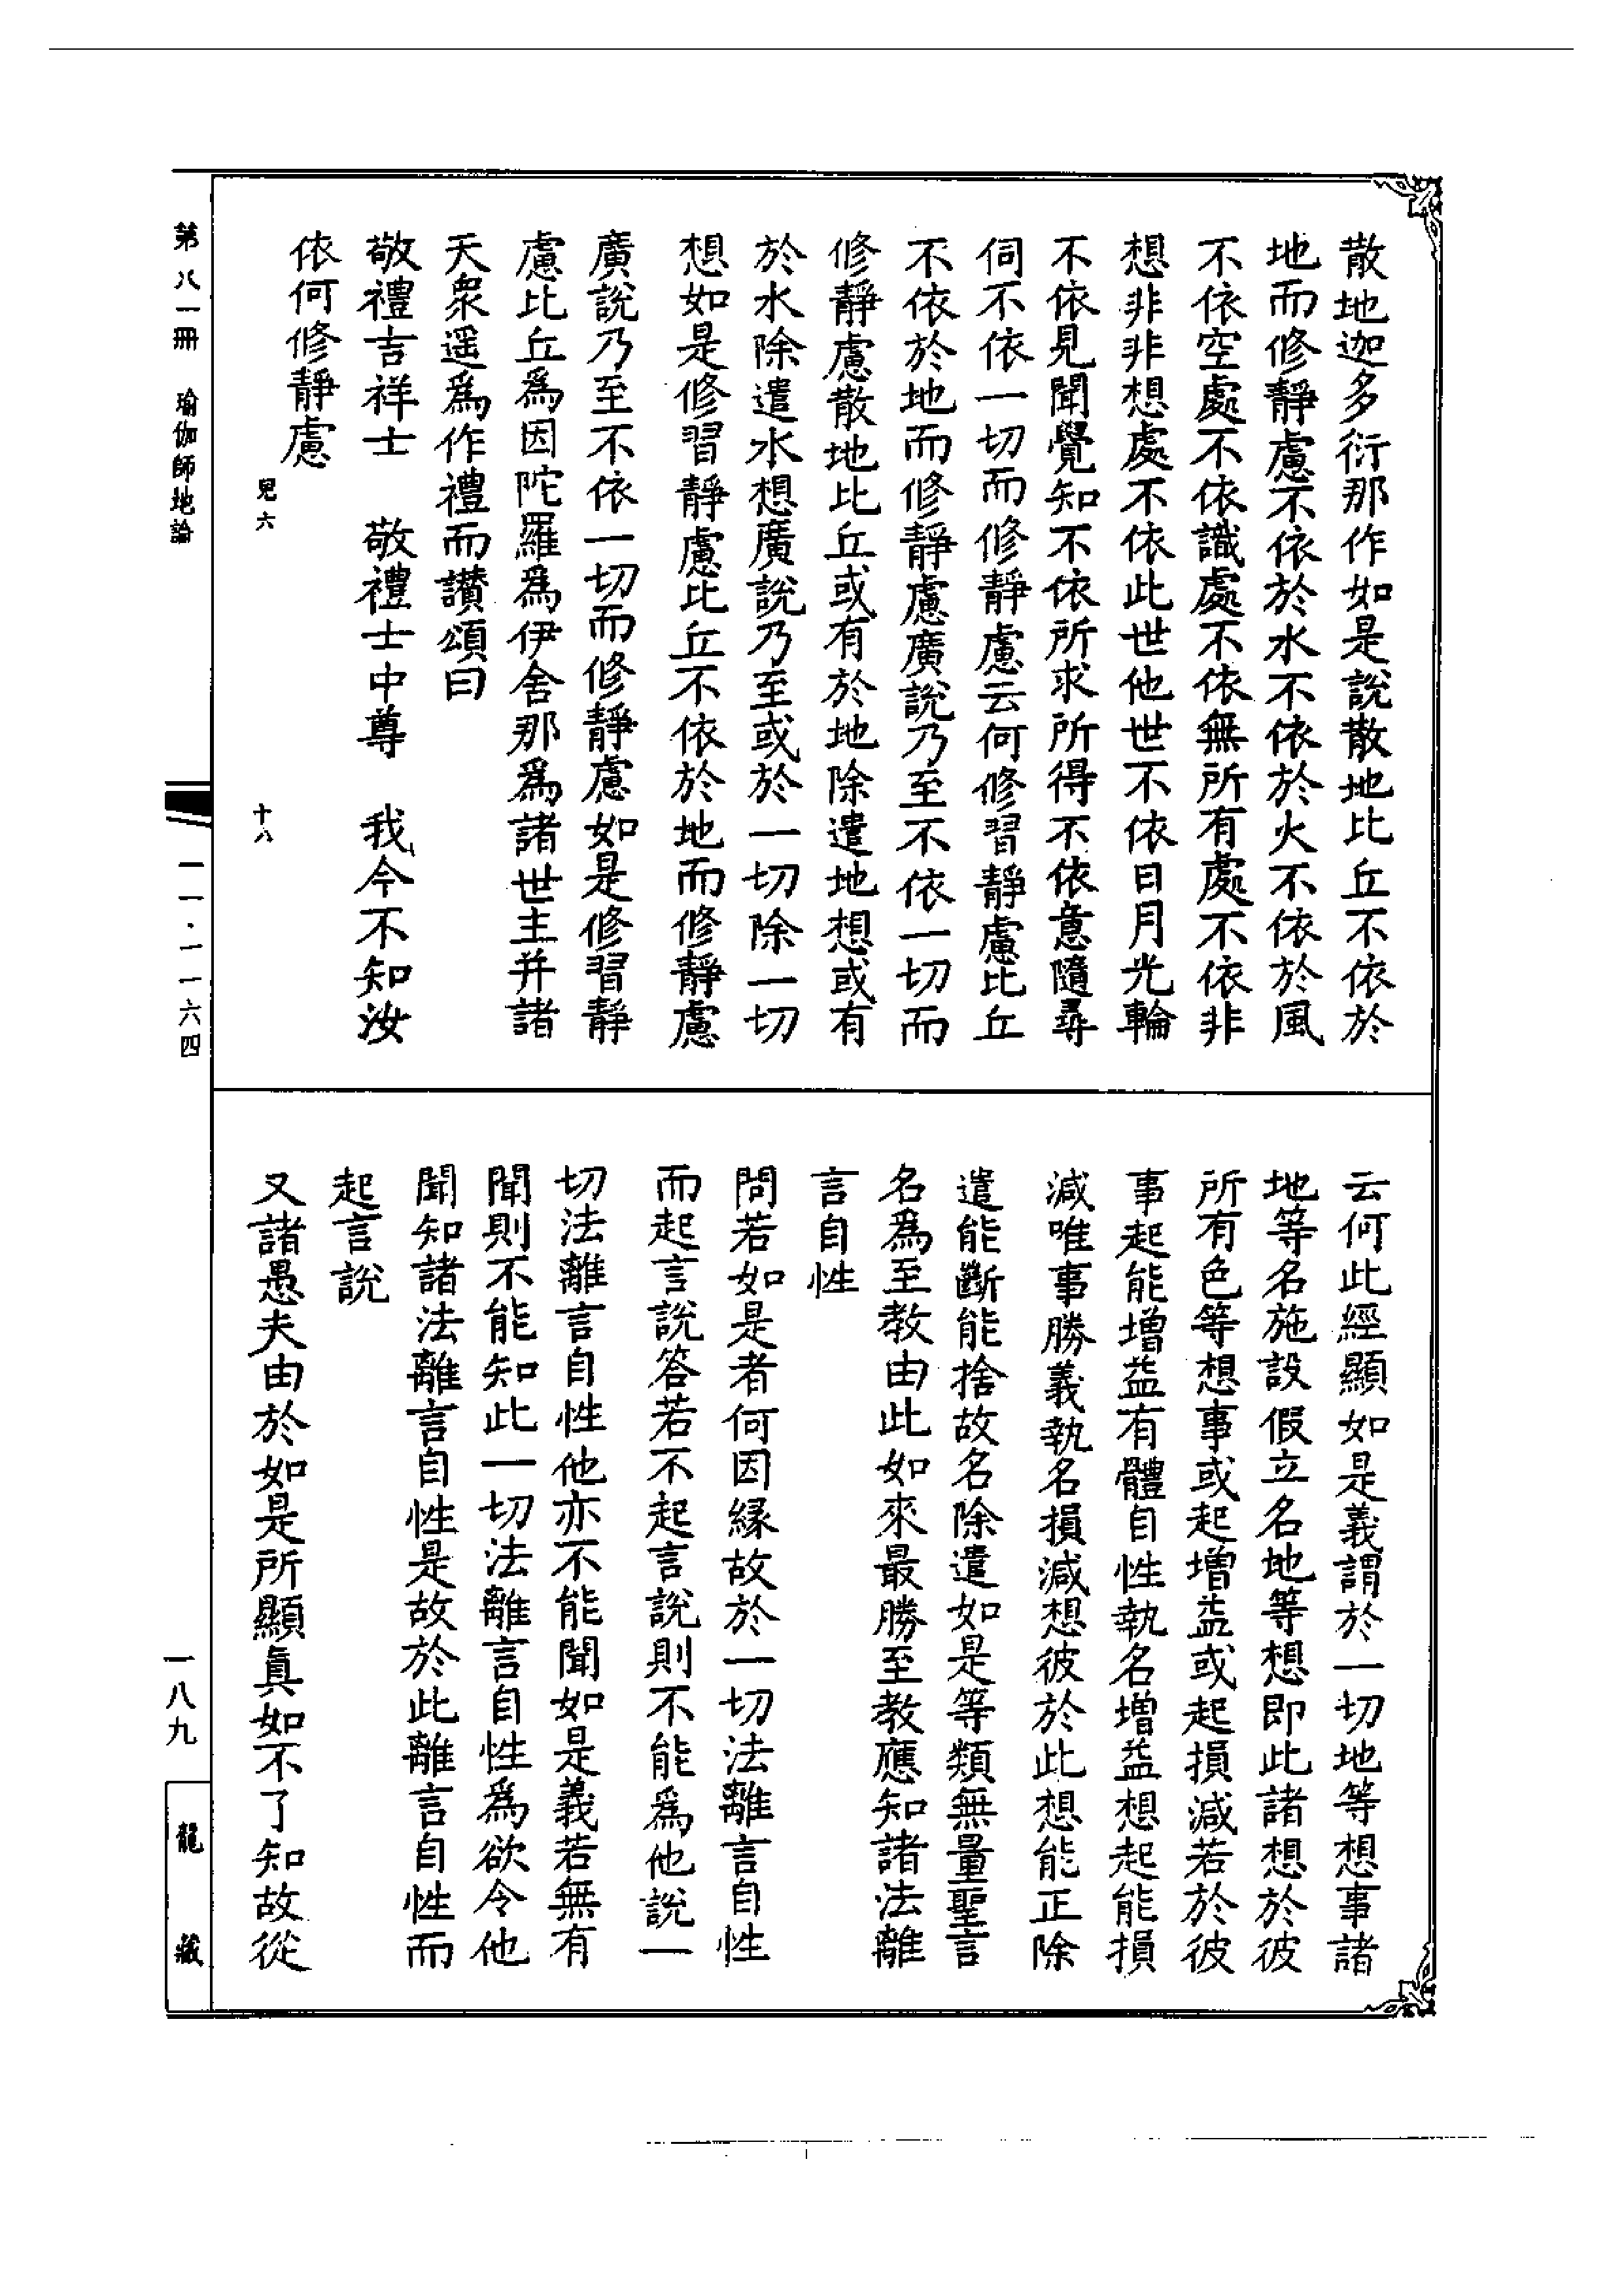 散地迦多衍那作如是說散地比丘不依於
地而修靜慮不依於水不依於火不依於風
不依空處不依識處不依無所有處不依非
想非非想處不依此世他世不依日月光輪
不依見聞覺知不依所求所得不依意隨尋
伺不依一切而修靜慮云何修習靜慮比丘
不依於地而修靜慮廣說乃至不依一切而
修靜慮散地比丘或有於地除遣地想或有
於水除遣水想廣說乃至或於一切除一切
想如是修習靜慮比丘不依於地而修靜慮
廣說乃至不依一切而修靜慮如是修習靜
慮比丘爲因陀羅爲伊舍那爲諸世主并諸
天衆遥爲作禮而讃頌曰
敬禮吉祥士　敬禮士中尊　我今不知汝
依何修靜慮
皃六　十八
云何此經顯如是義謂於一切地等想事諸
地等名施設假立名地等想即此諸想於彼
所有色等想事或起增益或起損減若於彼
事起能增益有體自性執名增益想起能損
減唯事勝義執名損減想彼於此想能正除
遣能斷能捨故名除遣如是等類無量聖言
名爲至教由此如來最勝至教應知諸法離
言自性
問若如是者何因緣故於一切法離言自性
而起言說答若不起言說則不能爲他說一
切法離言自性他亦不能聞如是義若無有
聞則不能知此一切法離言自性爲欲令他
聞知諸法離言自性是故於此離言自性而
起言說
又諸愚夫由於如是所顯真如不了知故從
第八一冊　瑜伽師地論
一一·一一六四
一八九
龍藏